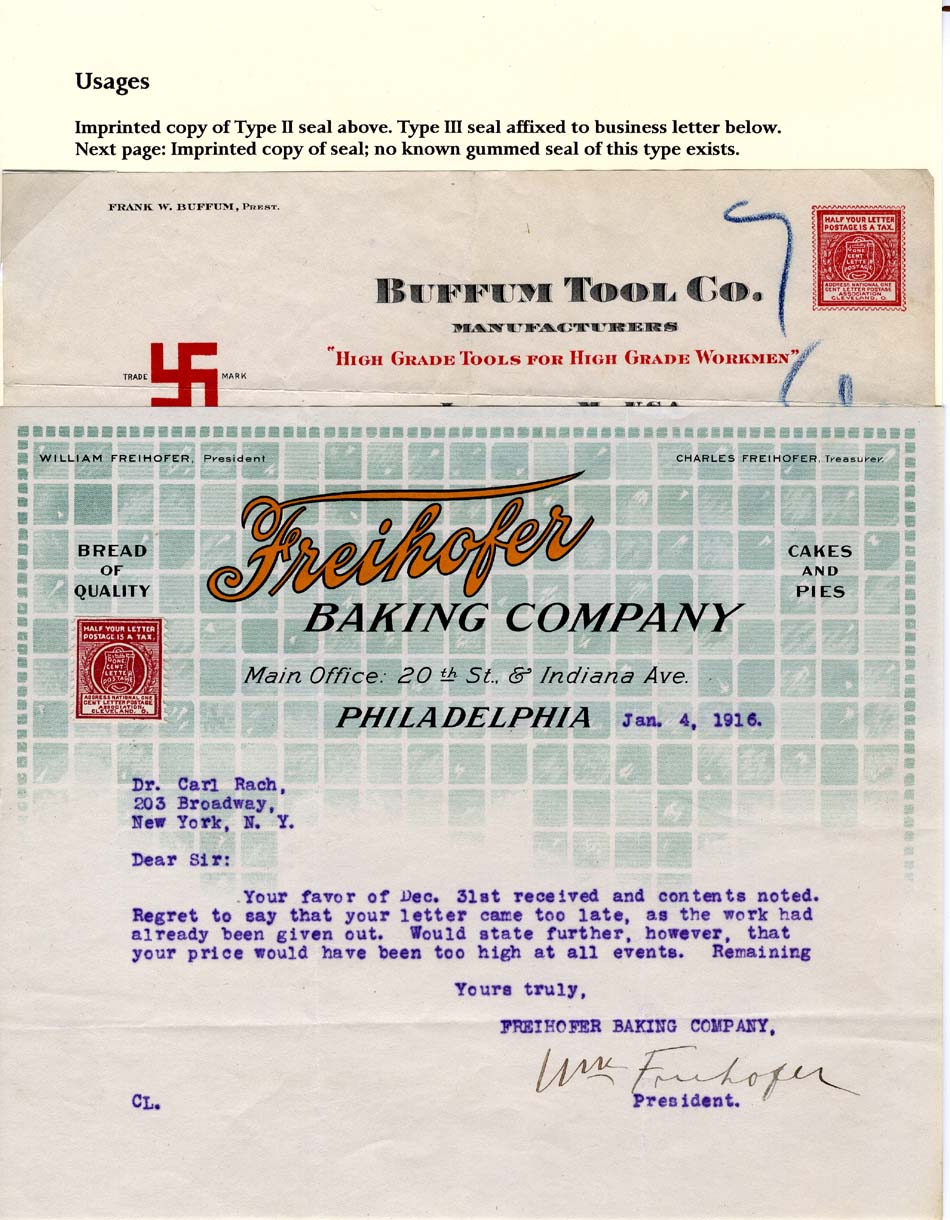 Usages
Imprinted copy of Type II seal above. Type III seal affixed to business letter below.
Next page: Imprinted copy of seal; no known gummed seal of this type exists.
FRANK W. BUFFUM, PREST.
HALF YOUR LETTER
POSTAGE IS A TAX.
ONE
CENT
LETTER
POSTAGE
ADDRESS NATIONAL ONE
CENT LETTER POSTAGE
ASSOCIATION
CLEVELAND, O.
BUFFUM TOOL CO.
MANUFACTURERS
"HIGH GRADE TOOLS FOR HIGH GRADE WORKMEN"
TRADE MARK
WILLIAM FREIHOFER, President
CHARLES FREIHOFER, Treasurer.
Freihofer
BREAD
OF
QUALITY
CAKES
AND
PIES
BAKING COMPANY
HALF YOUR LETTER
POSTAGE IS A TAX.
ONE
CENT
LETTER
POSTAGE
ADDRESS NATIONAL ONE
CENT LETTER POSTAGE
ASSOCIATION,
CLEVELAND, O.
Main Office: 20 th St., & Indiana Ave.
PHILADELPHIA Jan. 4, 1916.
Dr. Carl Rach,
203 Broadway,
New York, N. Y.
Dear Sir:
Your favor of Dec. 31st received and contents noted.
Regret to say that your letter came too late, as the work had
already been given out. Would state further, however, that
your price would have been too high at all events. Remaining
Yours truly,
FREIHOFER BAKING COMPANY,
Wm Freihofer
CL.
President.